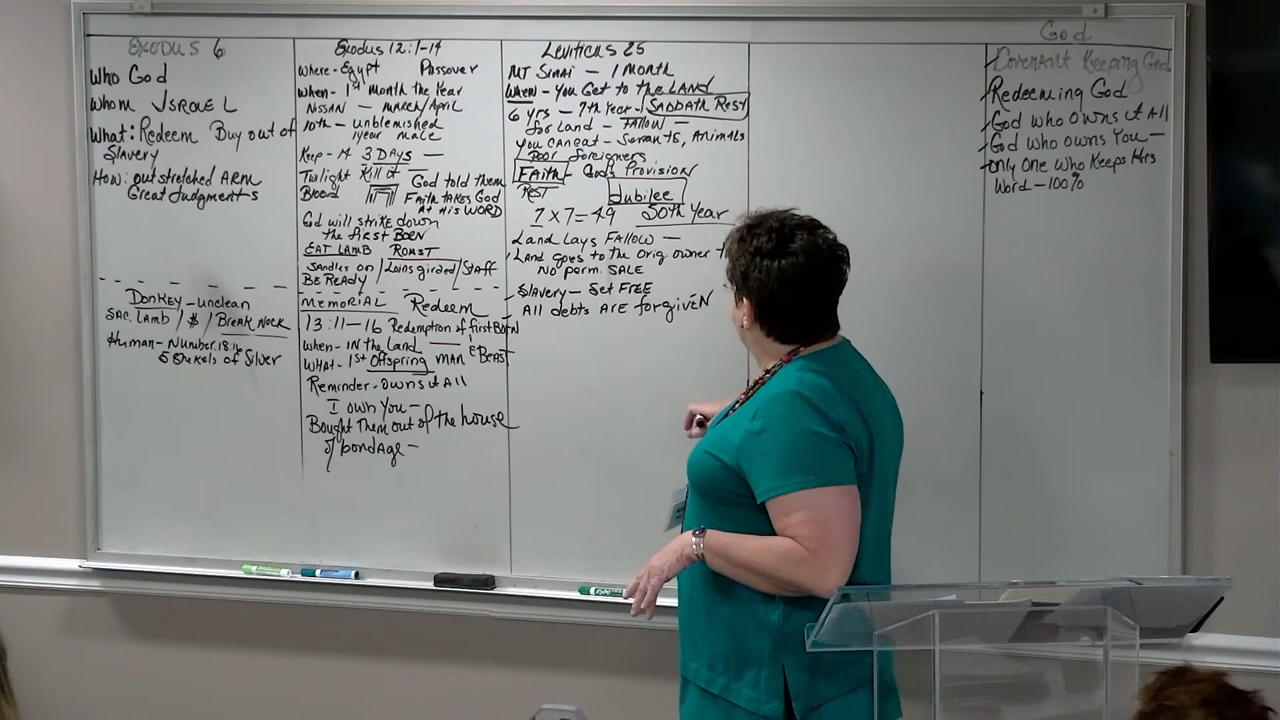 Exodus 6
Who God
Whom Israel
What: Redeem Buy out of
Slavery
How: outstretched ARM
Great Judgments
Donkey - unclean
Sac. Lamb / $ / Break Neck
Human - Number 18:16
5 Shekels of Silver
Exodus 12:1-14
Where - Egypt Passover
When - 1st Month the Year
Nissan - March/April
10th - unblemished
1year male
Keep - 3 Days -
Twilight Kill it
Blood God told them
Faith takes God
At His WORD
God will strike down
the first BORN
EAT LAMB ROAST
Sandles on / Loins girded / Staff
BE READY
Memorial Redeem
13:11-16 Redemption of first BORN
when - IN the Land - & Beast
WHAT - 1st Offspring man
Reminder - owns it All
I own You -
Bought Them out of the house
of bondage -
Leviticus 25
MT Sinai - 1 Month
When - You Get to the LAND
6 yrs - 7th Year - SABBATH REST
for Land - Fallow -
You can eat - Servants, Animals
Poor foreigners
FAITH - God's Provision
REST
Jubilee
7 x 7 = 49 50th Year
Land Lays Fallow -
Land goes to the orig. owner
No perm. SALE
Slavery - Set FREE
All debts ARE forgiven
God
Covenant Keeping God
Redeeming God
God who owns it All
God who owns You -
only One who Keeps His
Word - 100%
EXPO